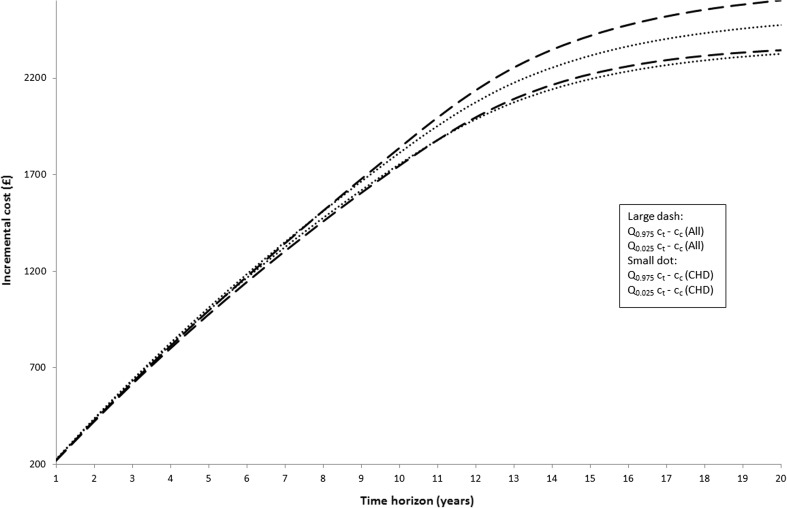 Incremental cost (£)
2200
1700
1200
700
200
Large dash:
Q0.975 ct - cc (All)
Q0.025 ct - cc (All)
Small dot:
Q0.975 ct - cc (CHD)
Q0.025 ct - cc (CHD)
1 2 3 4 5 6 7 8 9 10 11 12 13 14 15 16 17 18 19 20
Time horizon (years)